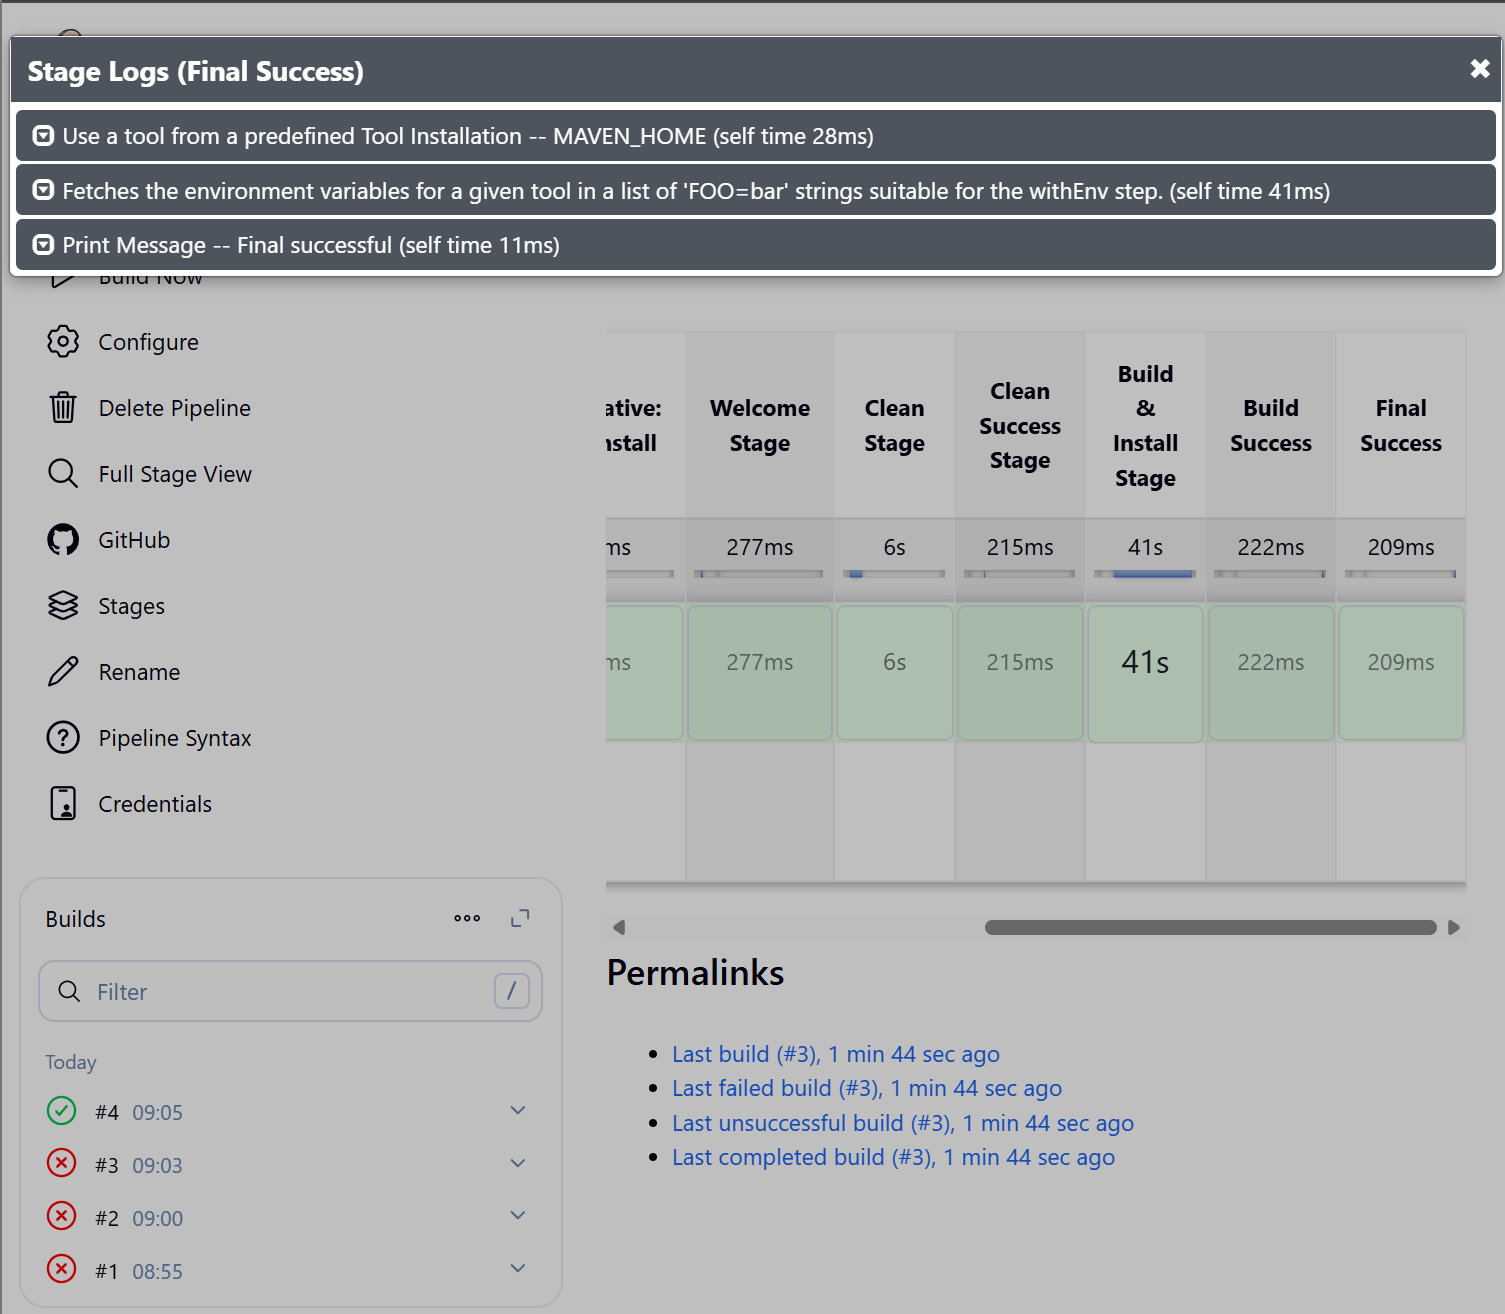 Stage Logs (Final Success)
Use a tool from a predefined Tool Installation -- MAVEN_HOME (self time 28ms)
Fetches the environment variables for a given tool in a list of 'FOO=bar' strings suitable for the withEnv step. (self time 41ms)
Print Message -- Final successful (self time 11ms)
Build Now
Configure
Delete Pipeline
Full Stage View
GitHub
Stages
Rename
Pipeline Syntax
Credentials
Builds
Filter /
Today
#4 09:05
#3 09:03
#2 09:00
#1 08:55
ative:
nstall
Welcome
Stage
Clean
Stage
Clean
Success
Stage
Build
&
Install
Stage
Build
Success
Final
Success
ms 277ms 6s 215ms 41s 222ms 209ms
ms 277ms 6s 215ms 41s 222ms 209ms
Permalinks
Last build (#3), 1 min 44 sec ago
Last failed build (#3), 1 min 44 sec ago
Last unsuccessful build (#3), 1 min 44 sec ago
Last completed build (#3), 1 min 44 sec ago